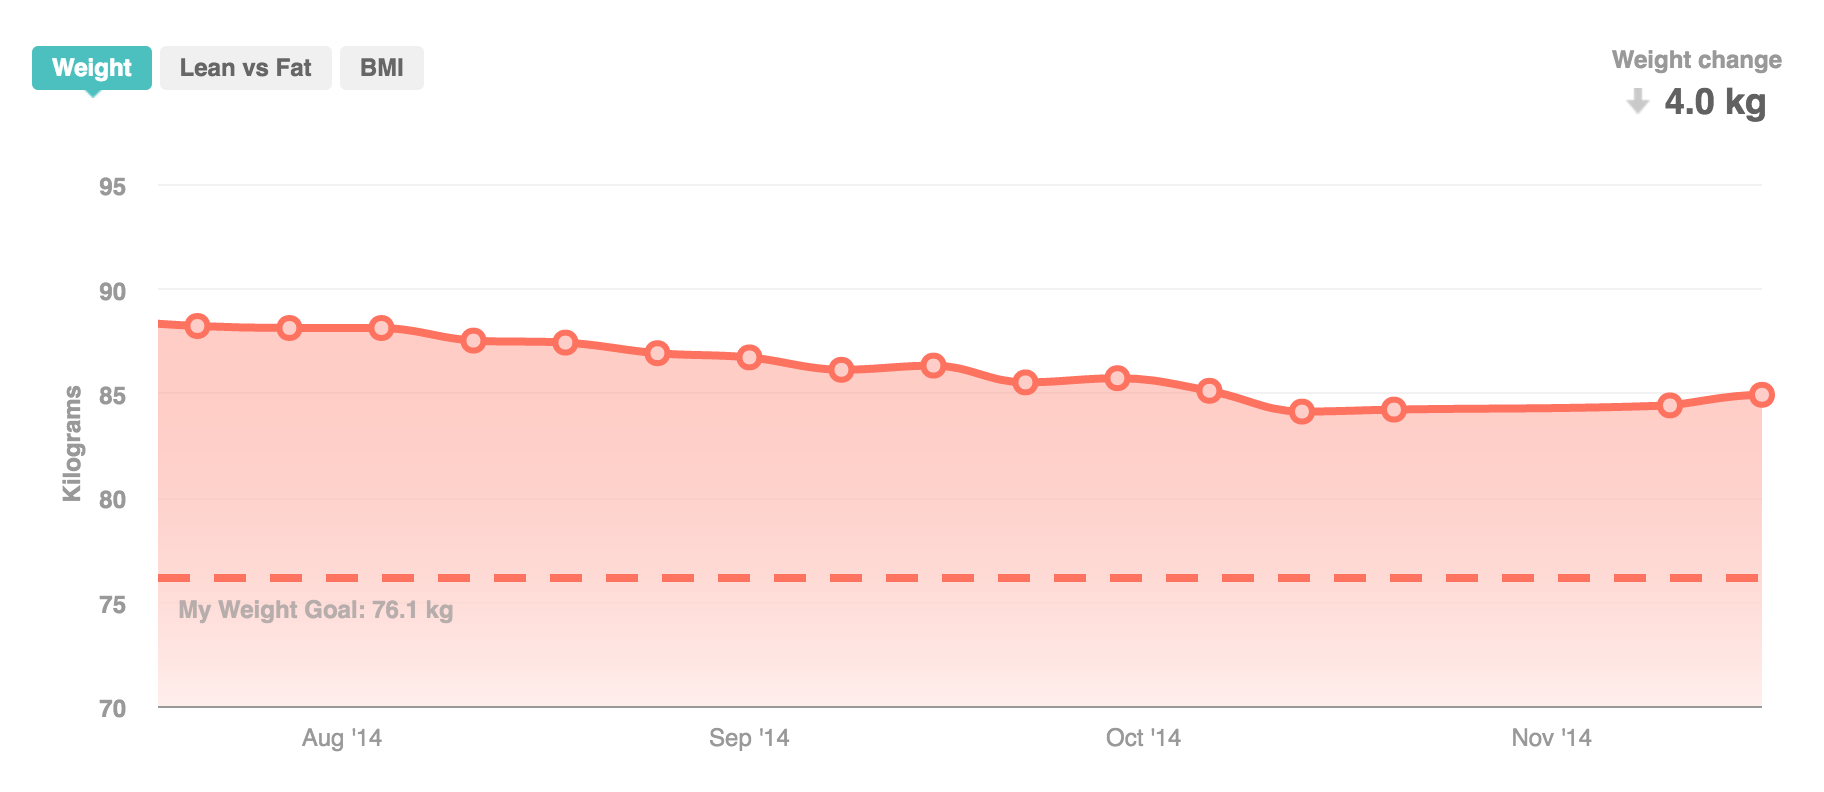 Weight
Lean vs Fat
BMI
Weight change
4.0 kg
95
90
85
80
75
70
Kilograms
My Weight Goal: 76.1 kg
Aug '14
Sep '14
Oct '14
Nov '14